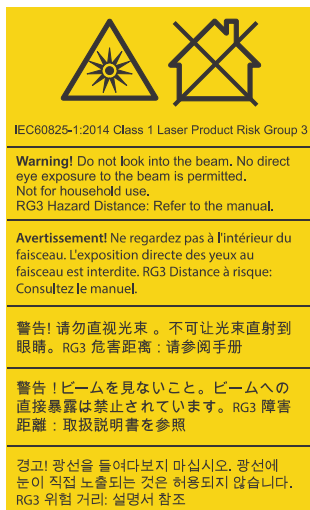 IEC60825-1:2014 Class 1 Laser Product Risk Group 3
Warning! Do not look into the beam. No direct
eye exposure to the beam is permitted.
Not for household use.
RG3 Hazard Distance: Refer to the manual.
Avertissement! Ne regardez pas à l'intérieur du
faisceau. L'exposition directe des yeux au
faisceau est interdite. RG3 Distance à risque:
Consultez le manuel.
警告! 请勿直视光束 。不可让光束直射到
眼睛。RG3 危害距离 : 请参阅手册
警告 ! ビームを見ないこと。ビームへの
直接暴露は禁止されています。RG3 障害
距離 : 取扱説明書を参照
경고! 광선을 들여다보지 마십시오. 광선에
눈이 직접 노출되는 것은 허용되지 않습니다.
RG3 위험 거리: 설명서 참조